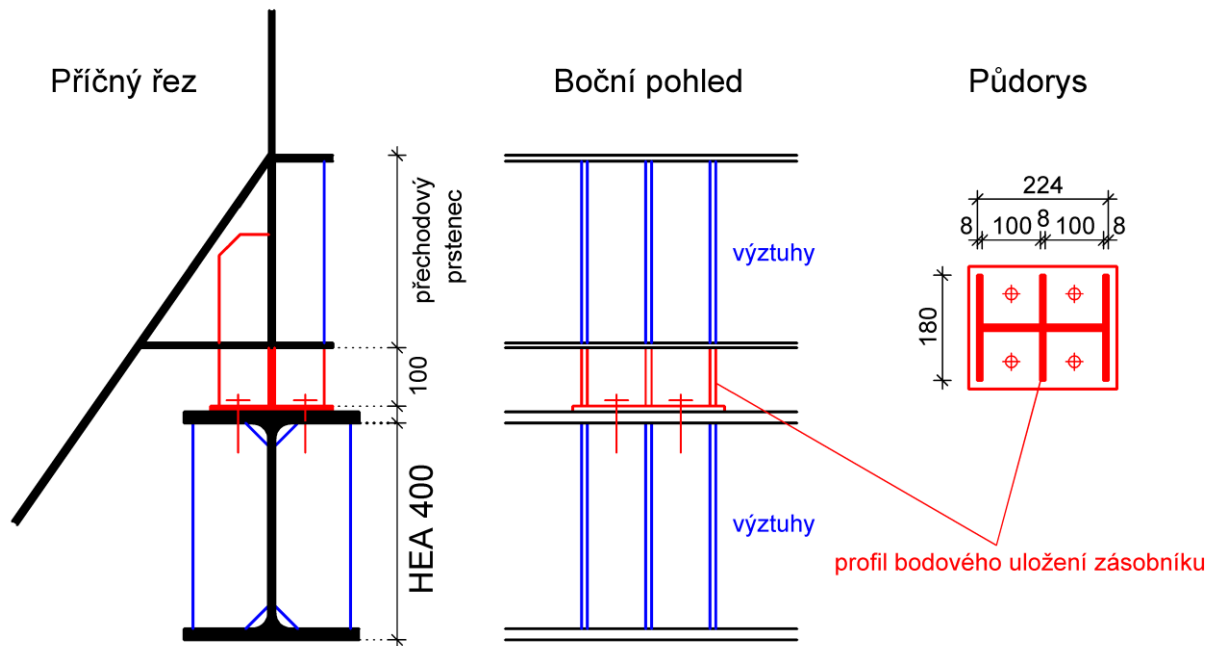 Příčný řez
Boční pohled
Půdorys
přechodový
prstenec
100
HEA 400
výztuhy
výztuhy
224
8
100
8
100
8
180
profil bodového uložení zásobníku